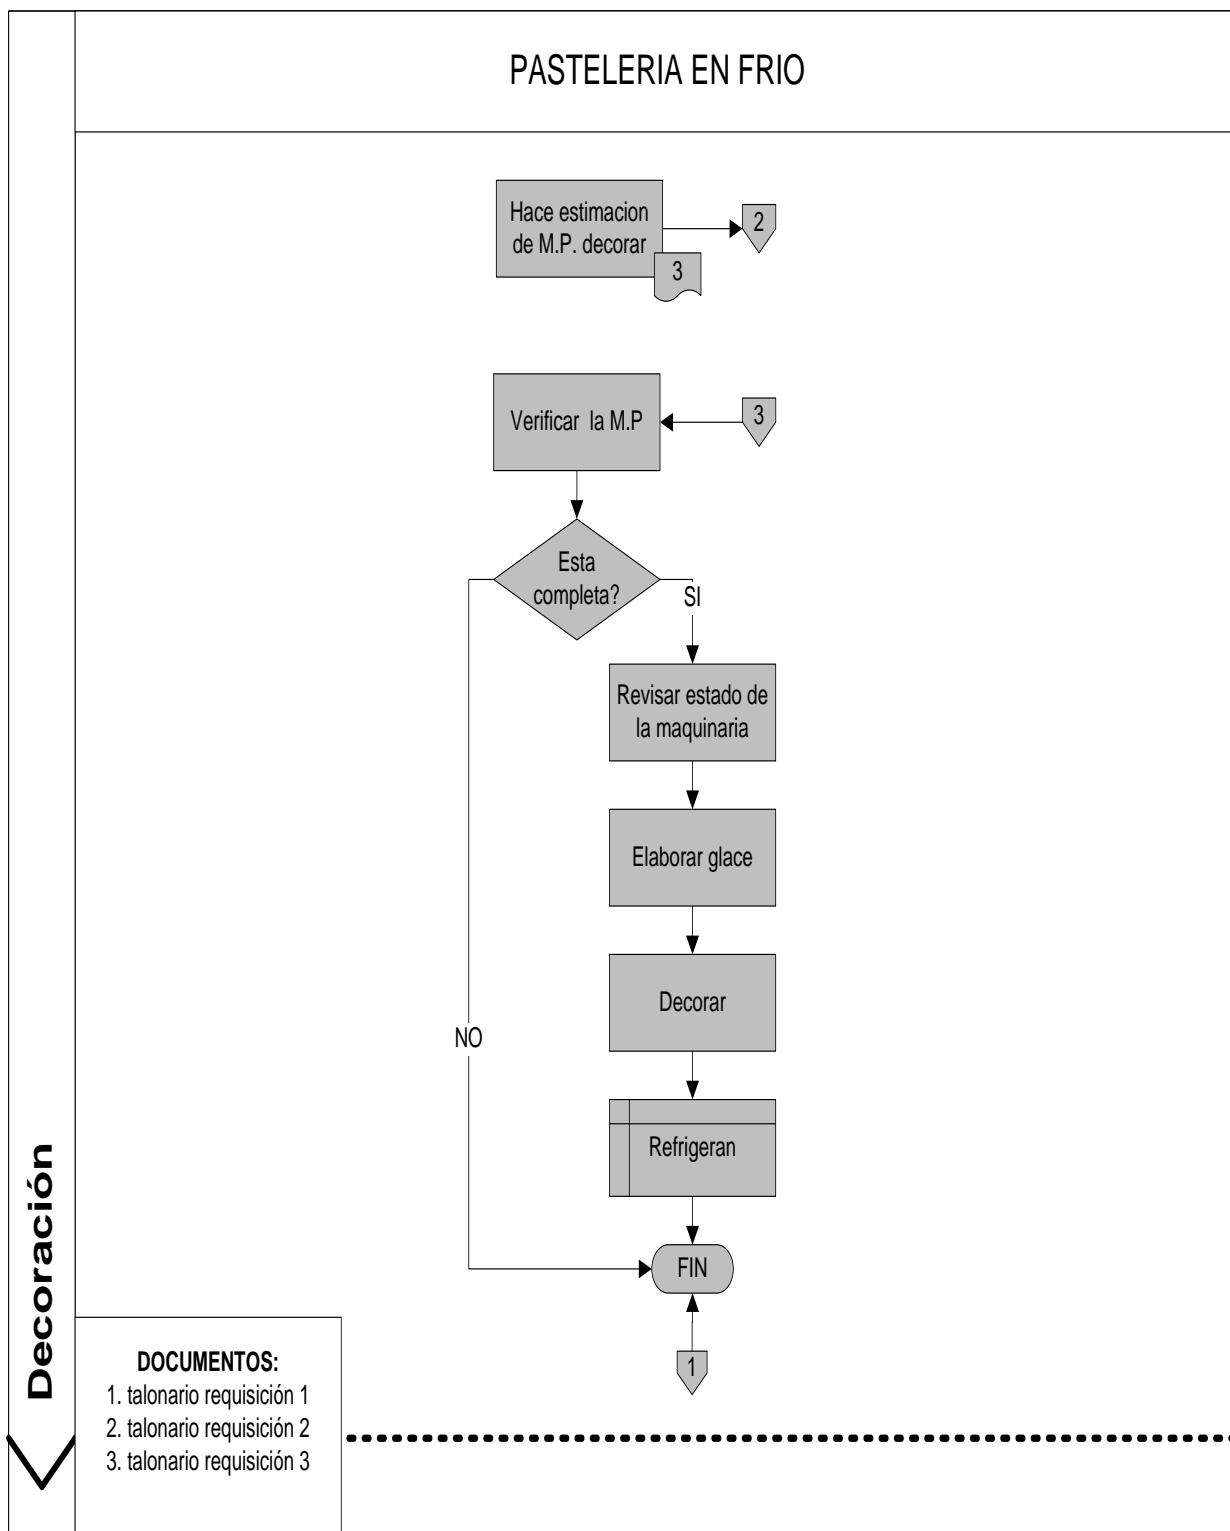 PASTELERIA EN FRIO
Hace estimacion
de M.P. decorar
2
3
Verificar la M.P
3
Esta
completa?
SI
Revisar estado de
la maquinaria
Elaborar glace
Decorar
NO
Refrigeran
FIN
1
Decoración
DOCUMENTOS:
1. talonario requisición 1
2. talonario requisición 2
3. talonario requisición 3